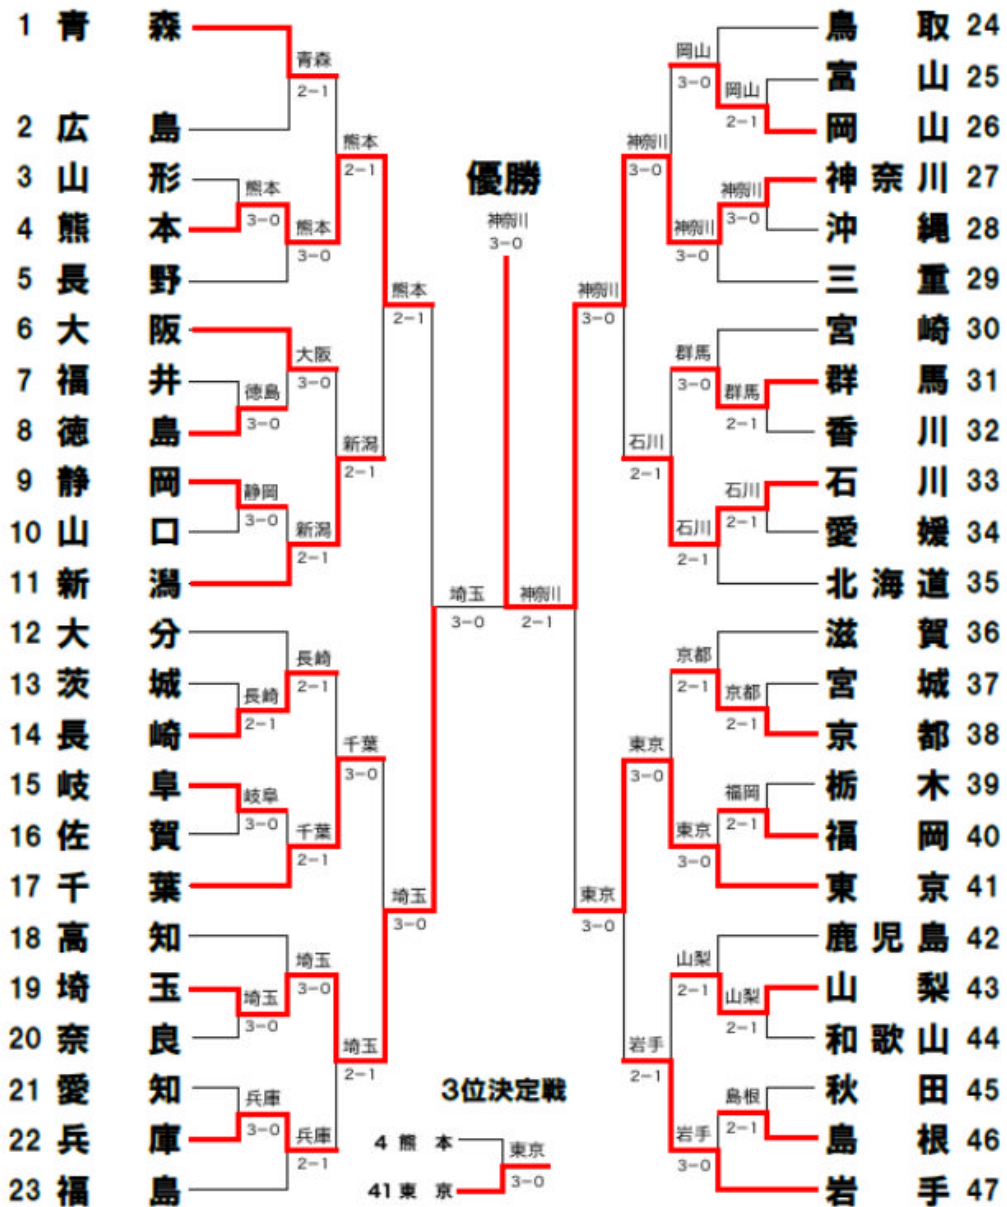 1 青森
2 広島
3 山形
4 熊本
5 長野
6 大阪
7 福井
8 徳島
9 静岡
10 山口
11 新潟
12 大分
13 茨城
14 長崎
15 岐阜
16 佐賀
17 千葉
18 高知
19 埼玉
20 奈良
21 愛知
22 兵庫
23 福島
熊本
3-0
徳島
3-0
静岡
3-0
長崎
2-1
岐阜
3-0
埼玉
3-0
兵庫
3-0
青森
2-1
熊本
3-0
大阪
3-0
新潟
2-1
長崎
2-1
千葉
2-1
埼玉
3-0
兵庫
2-1
熊本
2-1
新潟
2-1
千葉
3-0
埼玉
2-1
熊本
2-1
埼玉
3-0
埼玉
3-0
優勝
神奈川
3-0
神奈川
2-1
神奈川
3-0
東京
3-0
神奈川
3-0
石川
2-1
東京
3-0
岩手
2-1
岡山
3-0
神奈川
3-0
群馬
3-0
石川
2-1
京都
2-1
東京
3-0
山梨
2-1
岩手
3-0
岡山
2-1
神奈川
3-0
群馬
2-1
石川
2-1
京都
2-1
福岡
2-1
山梨
2-1
島根
2-1
鳥取 24
富山 25
岡山 26
神奈川 27
沖縄 28
三重 29
宮崎 30
群馬 31
香川 32
石川 33
愛媛 34
北海道 35
滋賀 36
宮城 37
京都 38
栃木 39
福岡 40
東京 41
鹿児島 42
山梨 43
和歌山 44
秋田 45
島根 46
岩手 47
3位決定戦
4 熊本
41 東京
東京
3-0